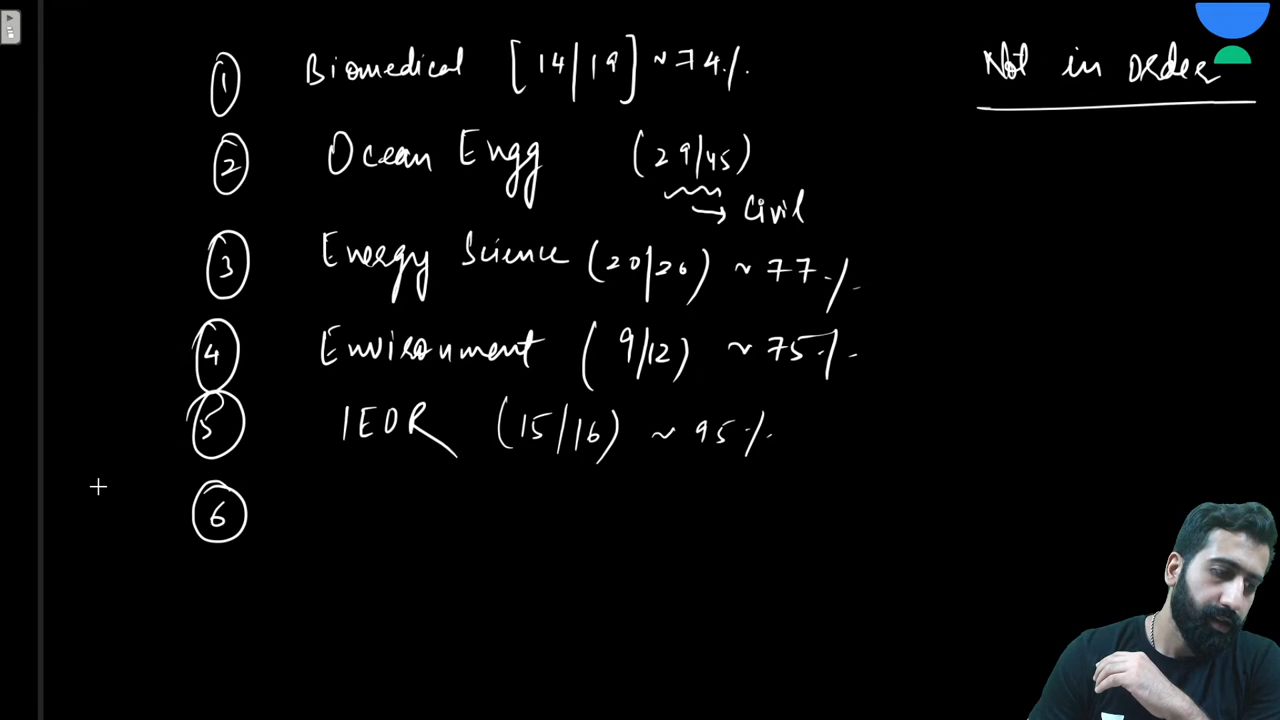 Not in order
① Biomedical [14/19] ~74%.
② Ocean Engg (29/45)
→ Civil
③ Energy Science (20/26) ~ 77%.
④ Environment (9/12) ~ 75%.
⑤ IEOR (15/16) ~ 95%.
⑥